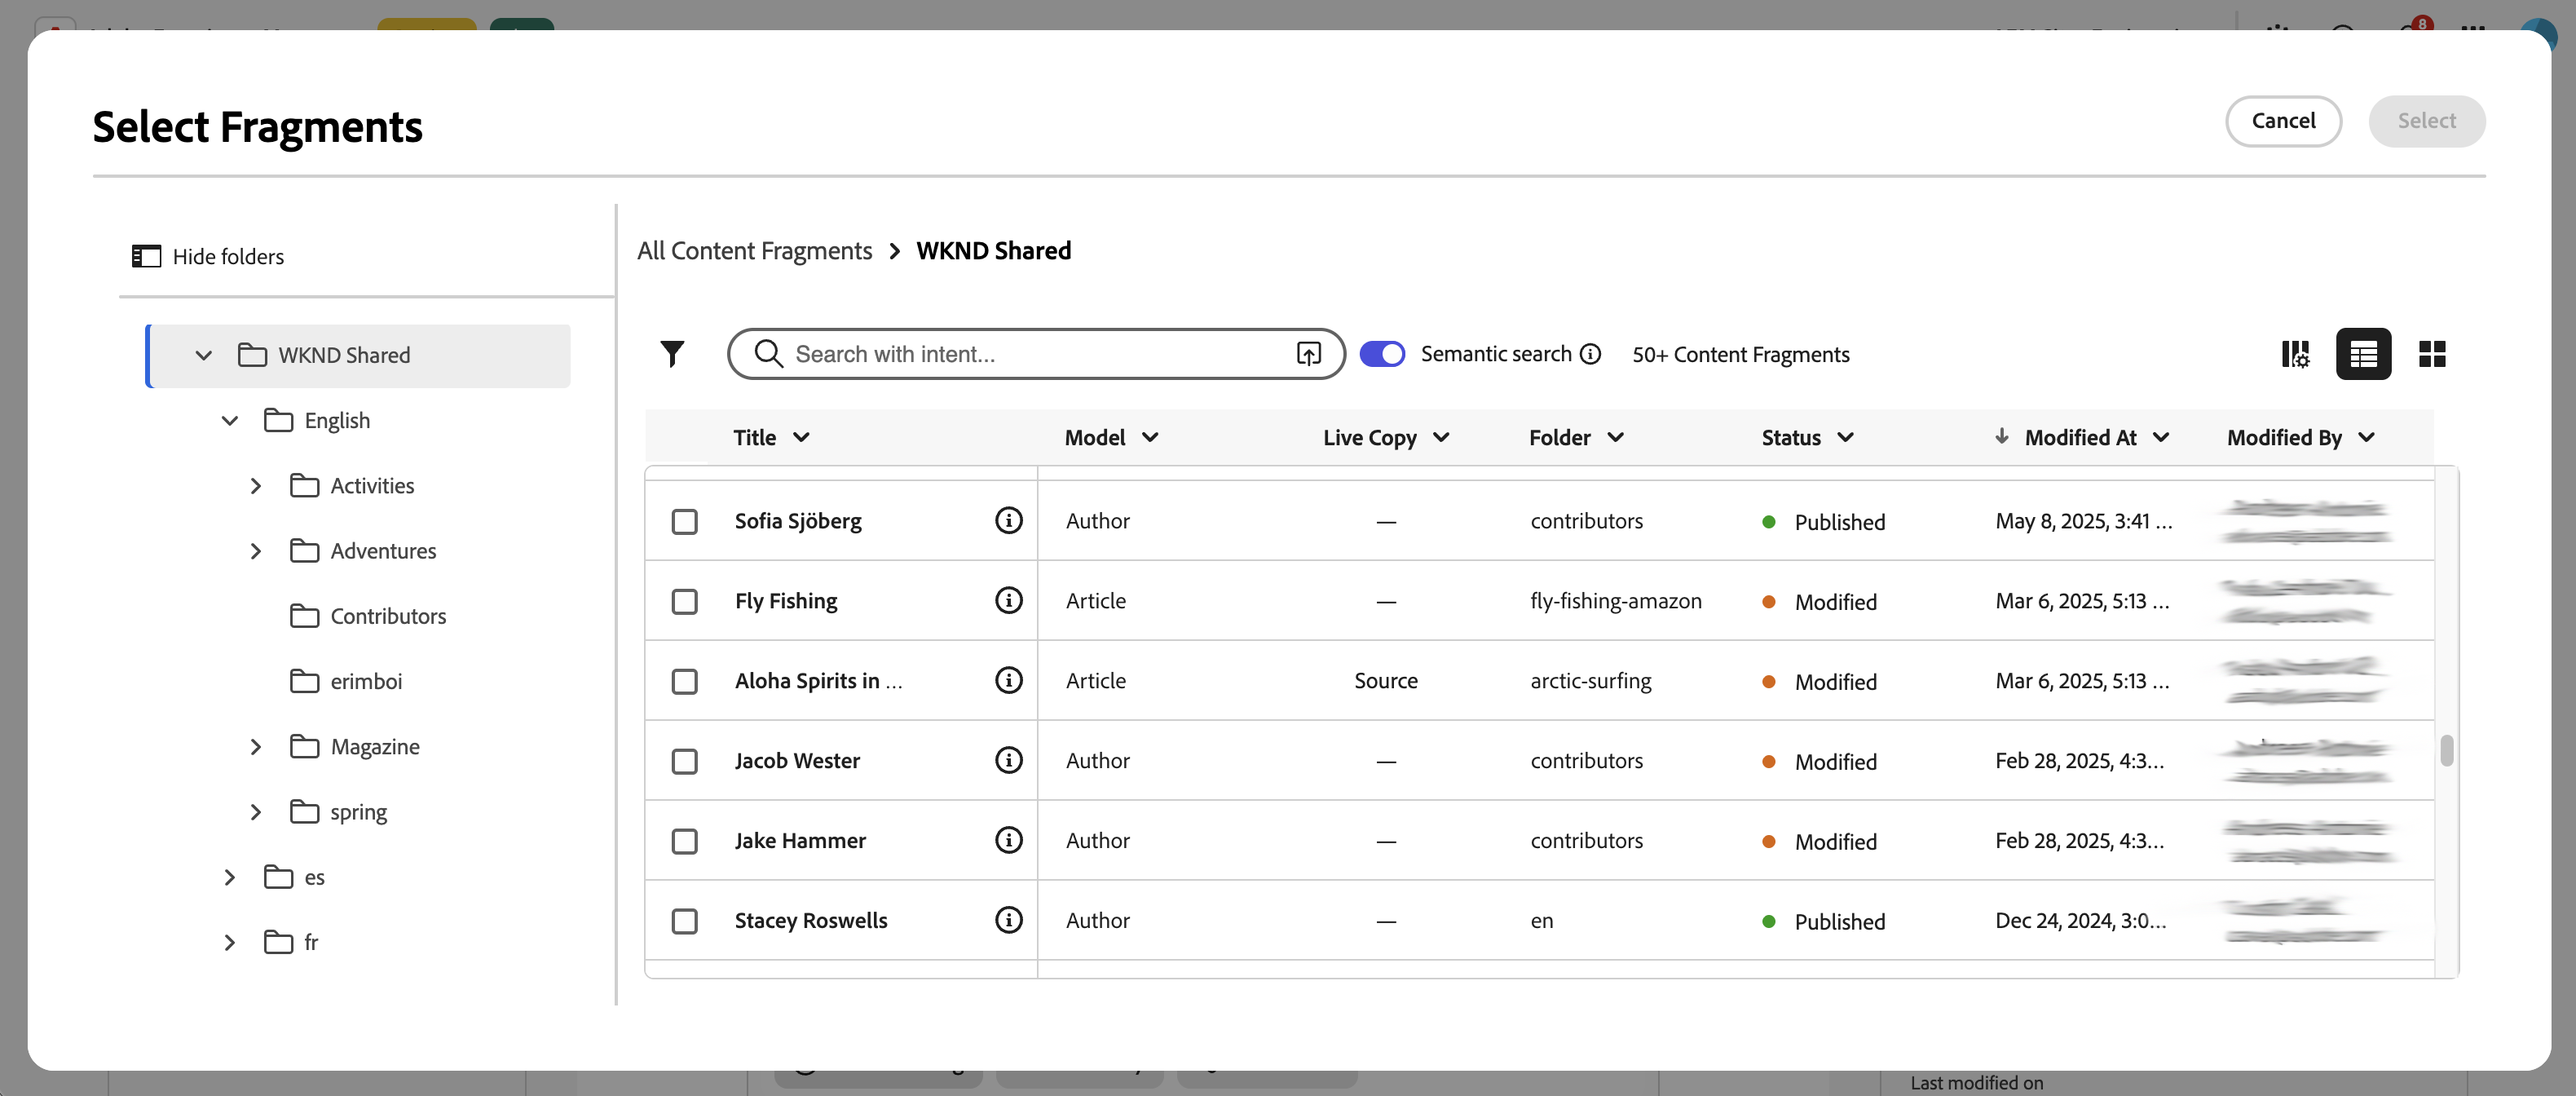 8
Select Fragments
Cancel
Select
Hide folders
WKND Shared
English
Activities
Adventures
Contributors
erimboi
Magazine
spring
es
fr
All Content Fragments > WKND Shared
Search with intent...
Semantic search
50+ Content Fragments
Title Model Live Copy Folder Status Modified At Modified By
Sofia Sjöberg Author — contributors Published May 8, 2025, 3:41 ...
Fly Fishing Article — fly-fishing-amazon Modified Mar 6, 2025, 5:13 ...
Aloha Spirits in ... Article Source arctic-surfing Modified Mar 6, 2025, 5:13 ...
Jacob Wester Author — contributors Modified Feb 28, 2025, 4:3...
Jake Hammer Author — contributors Modified Feb 28, 2025, 4:3...
Stacey Roswells Author — en Published Dec 24, 2024, 3:0...
Last modified on